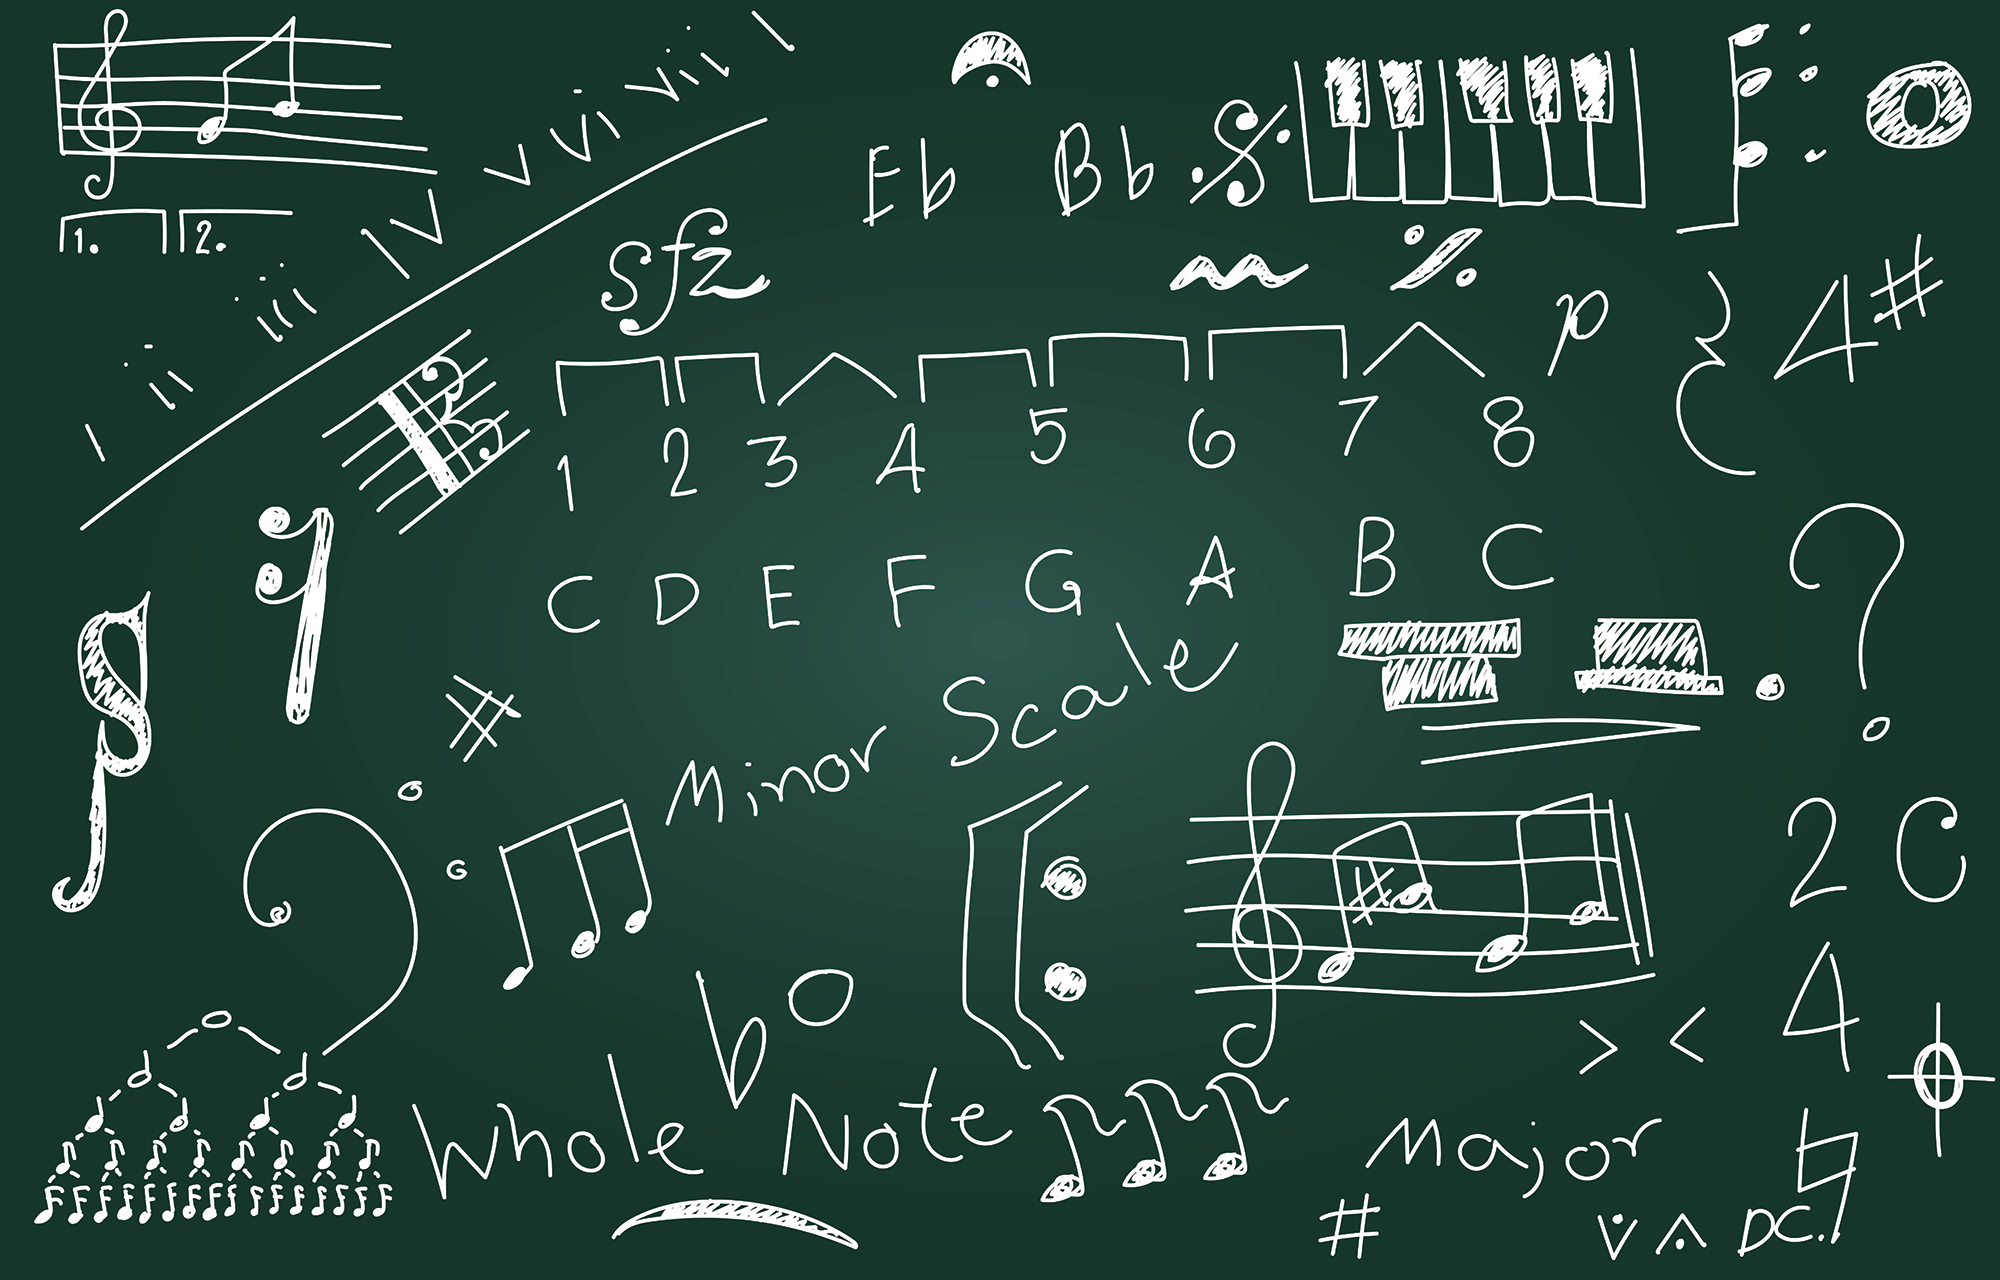 1. 2.
i ii iii IV V vi vii I
Eb Bb
sfz
p
4#
1 2 3 4 5 6 7 8
C D E F G A B C
Minor Scale
2 C
4
Whole Note
Major
DC.